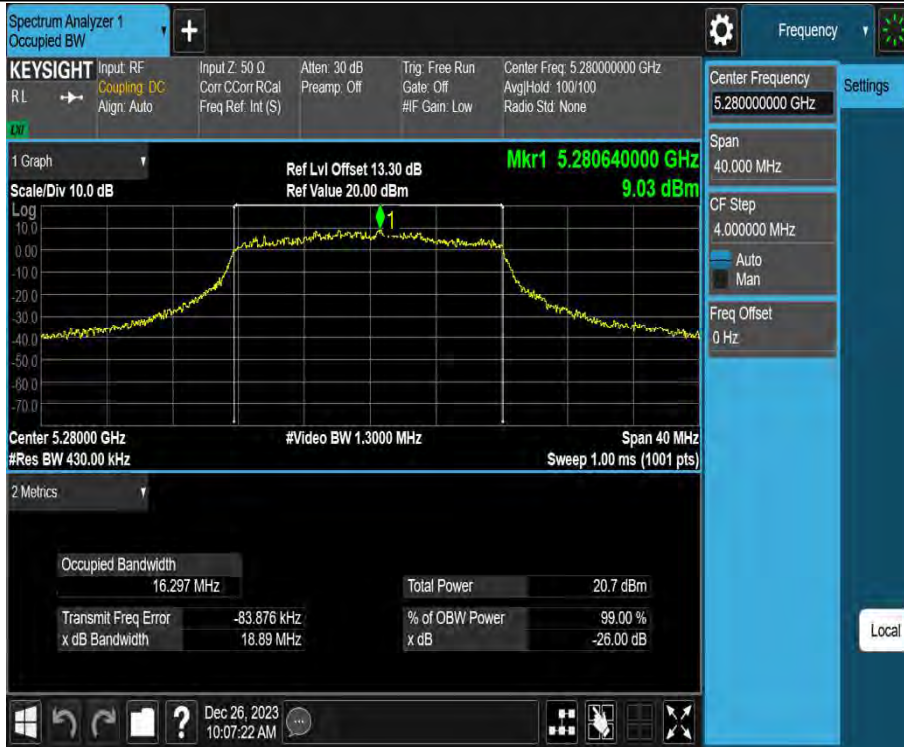 Spectrum Analyzer 1
Occupied BW
+
Frequency
KEYSIGHT
RL
LXI
Input: RF
Coupling: DC
Align: Auto
Input Z: 50 Ω
Corr CCorr RCal
Freq Ref: Int (S)
Atten: 30 dB
Preamp: Off
Trig: Free Run
Gate: Off
#IF Gain: Low
Center Freq: 5.280000000 GHz
Avg|Hold: 100/100
Radio Std: None
Center Frequency
5.280000000 GHz
Settings
Span
40.000 MHz
CF Step
4.000000 MHz
Auto
Man
Freq Offset
0 Hz
1 Graph
Scale/Div 10.0 dB
Ref Lvl Offset 13.30 dB
Ref Value 20.00 dBm
Mkr1 5.280640000 GHz
9.03 dBm
Log
10.0
0.00
-10.0
-20.0
-30.0
-40.0
-50.0
-60.0
-70.0
1
Center 5.28000 GHz
#Res BW 430.00 kHz
#Video BW 1.3000 MHz
Span 40 MHz
Sweep 1.00 ms (1001 pts)
2 Metrics
Occupied Bandwidth
16.297 MHz
Total Power 20.7 dBm
Transmit Freq Error -83.876 kHz
% of OBW Power 99.00 %
x dB Bandwidth 18.89 MHz
x dB -26.00 dB
Local
?
Dec 26, 2023
10:07:22 AM